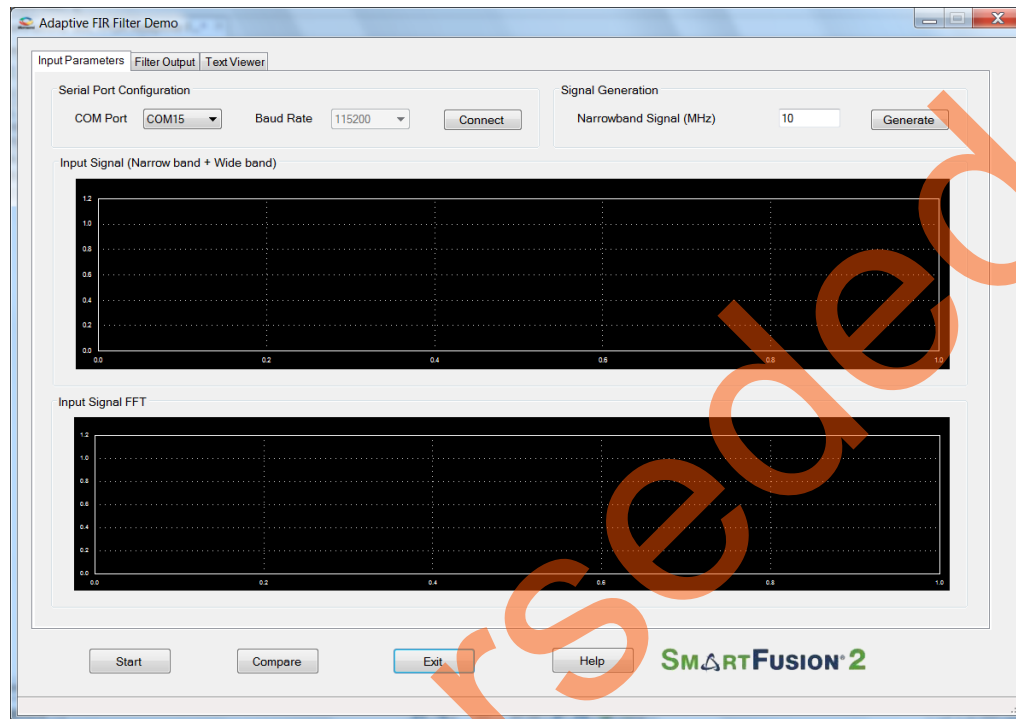 Adaptive FIR Filter Demo
Input Parameters Filter Output Text Viewer
Serial Port Configuration
COM Port COM15 Baud Rate 115200 Connect
Signal Generation
Narrowband Signal (MHz) 10 Generate
Input Signal (Narrow band + Wide band)
1.2
1.0
0.8
0.6
0.4
0.2
0.0
0.0 0.2 0.4 0.6 0.8 1.0
Input Signal FFT
1.2
1.0
0.8
0.6
0.4
0.2
0.0
0.0 0.2 0.4 0.6 0.8 1.0
Start Compare Exit Help SMARTFUSION®2
rseded